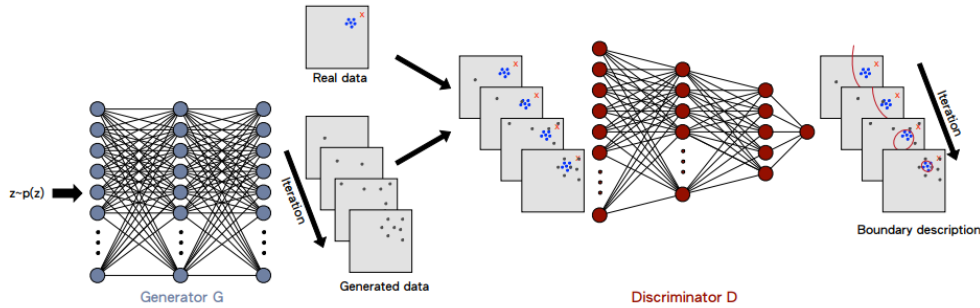 x
Real data
z~p(z)
Iteration
Generated data
Generator G
x
x
x
x
Discriminator D
x
x
x
x
Iteration
Boundary description